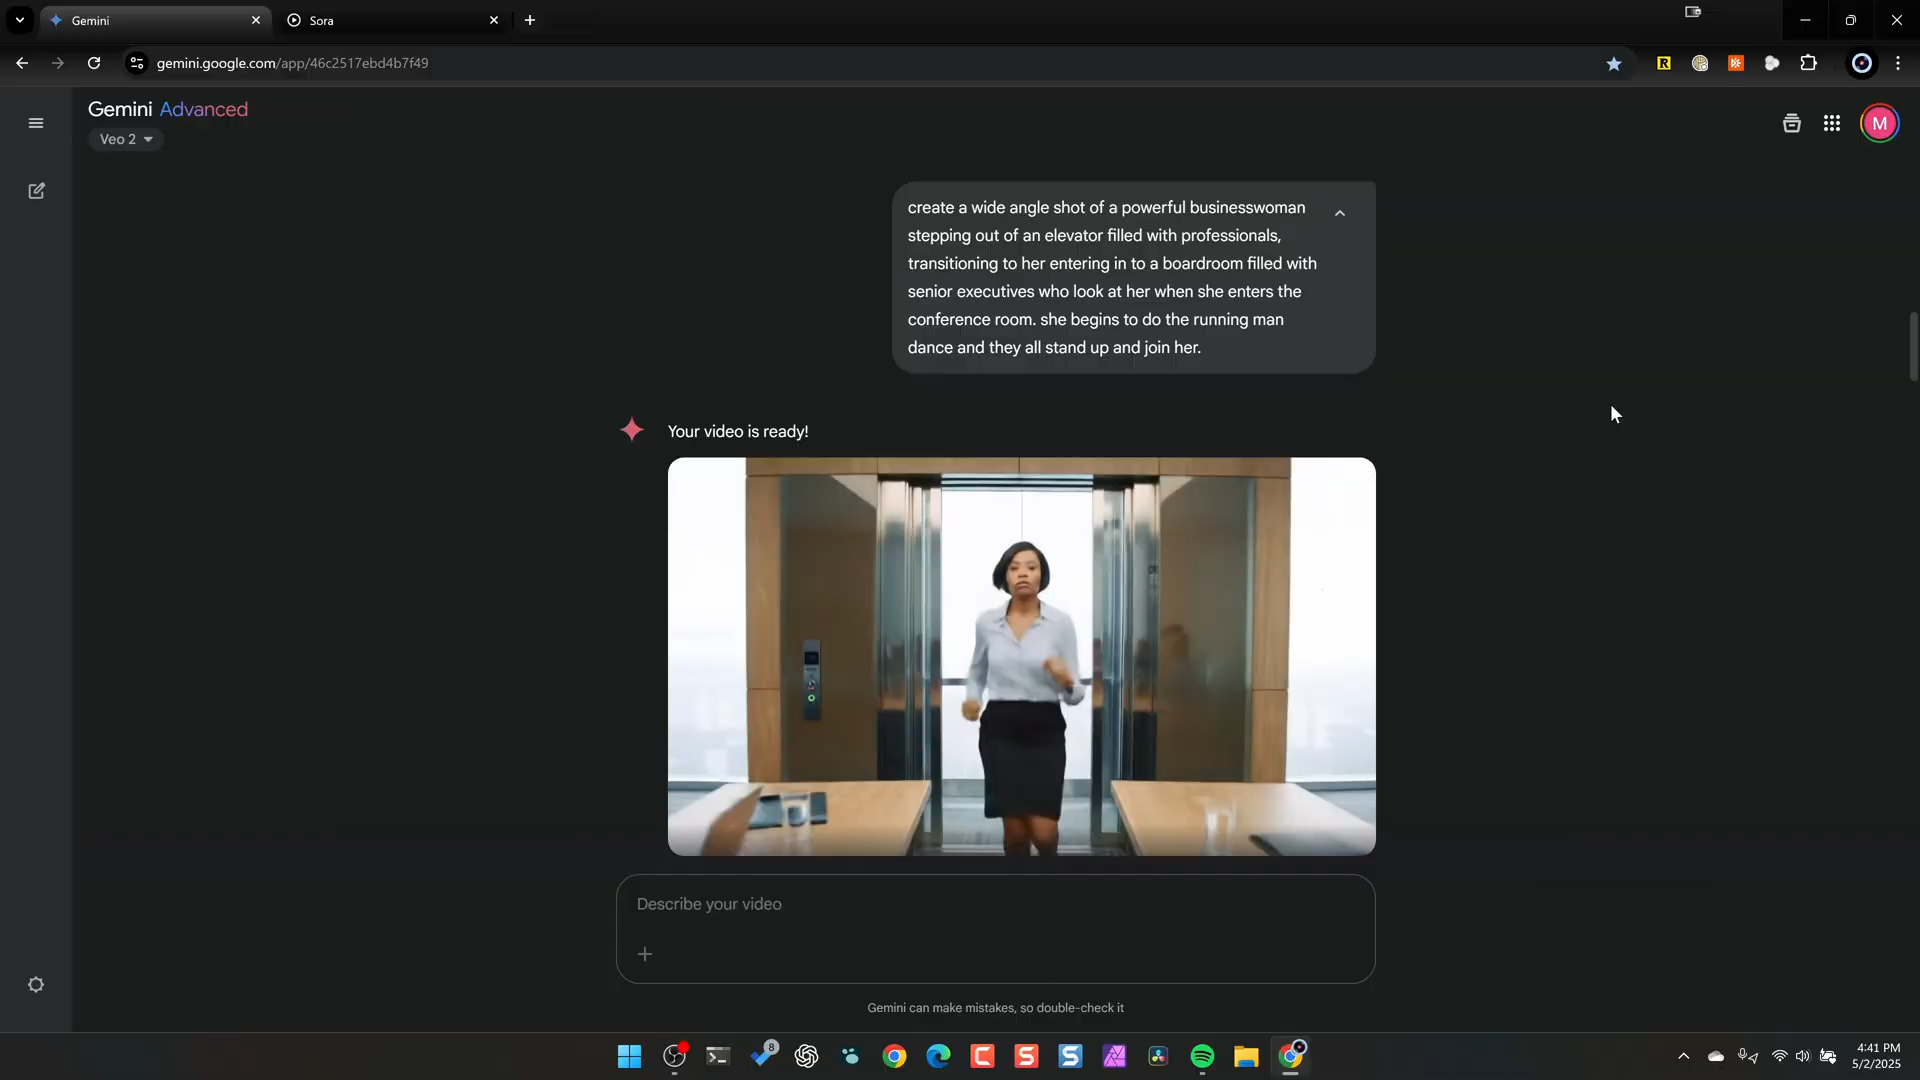 Gemini
Sora
gemini.google.com/app/46c2517ebd4b7f49
Gemini Advanced
Veo 2
M
create a wide angle shot of a powerful businesswoman
stepping out of an elevator filled with professionals,
transitioning to her entering in to a boardroom filled with
senior executives who look at her when she enters the
conference room. she begins to do the running man
dance and they all stand up and join her.
Your video is ready!
Describe your video
Gemini can make mistakes, so double-check it
8
4:41 PM
5/2/2025